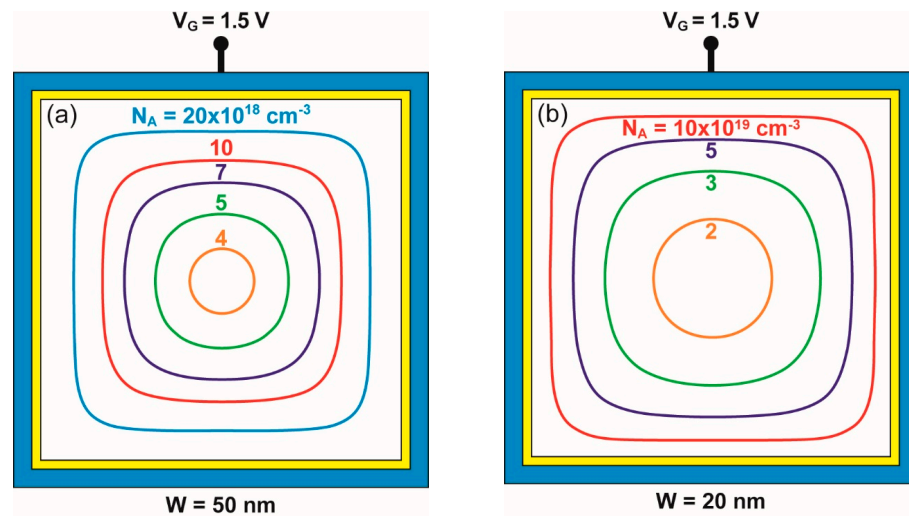 V_G = 1.5 V
(a)
N_A = 20x10^18 cm^-3
10
7
5
4
W = 50 nm
V_G = 1.5 V
(b)
N_A = 10x10^19 cm^-3
5
3
2
W = 20 nm